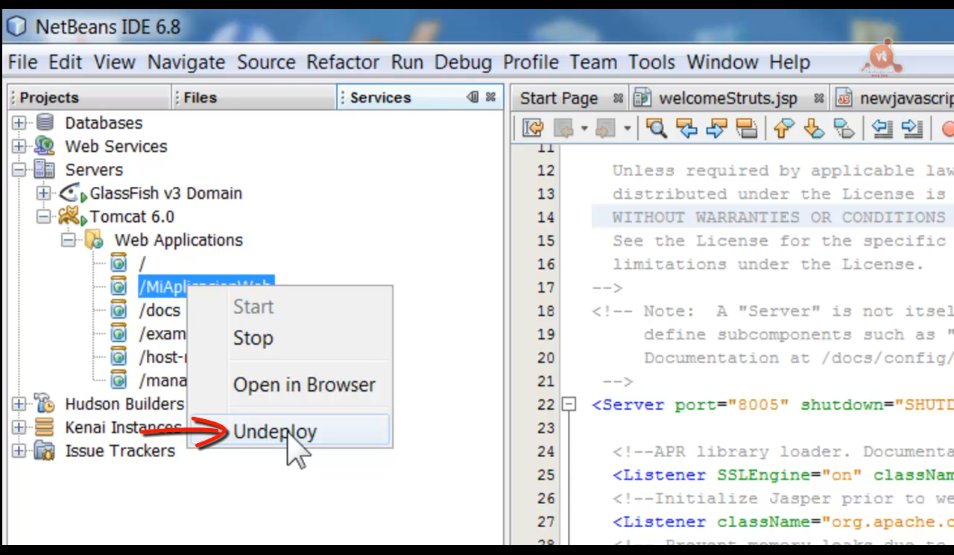 NetBeans IDE 6.8
File Edit View Navigate Source Refactor Run Debug Profile Team Tools Window Help
Projects Files Services
Start Page welcomeStruts.jsp newjavascrip
Databases
Web Services
Servers
GlassFish v3 Domain
Tomcat 6.0
Web Applications
/
/MiAplicacionWeb
/docs
/exam
/host-
/mana
Hudson Builders
Kenai Instances
Issue Trackers
Start
Stop
Open in Browser
Undeploy
11
12 Unless required by applicable law
13 distributed under the License is
14 WITHOUT WARRANTIES OR CONDITIONS
15 See the License for the specific
16 limitations under the License.
17 -->
18 <!-- Note: A "Server" is not itsel
19 define subcomponents such as "
20 Documentation at /docs/config/
21 -->
22 <Server port="8005" shutdown="SHUTD
23
24 <!--APR library loader. Documenta
25 <Listener SSLEngine="on" classNam
26 <!--Initialize Jasper prior to we
27 <Listener className="org.apache.c
28 <!-- Prevent memory leaks due to